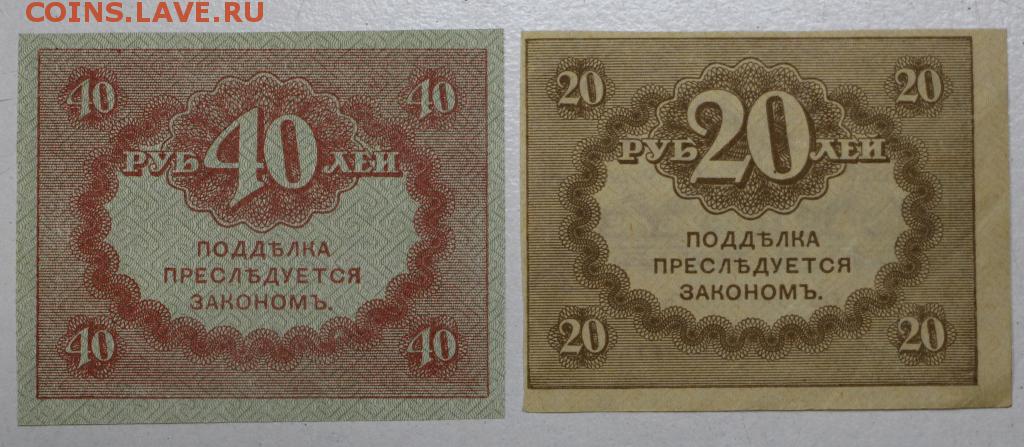 COINS.LAVE.RU
40 40
РУБ 40 ЛЕЙ
ПОДДѢЛКА
ПРЕСЛѢДУЕТСЯ
ЗАКОНОМЪ.
40 40
20 20
РУБ 20 ЛЕЙ
ПОДДѢЛКА
ПРЕСЛѢДУЕТСЯ
ЗАКОНОМЪ.
20 20